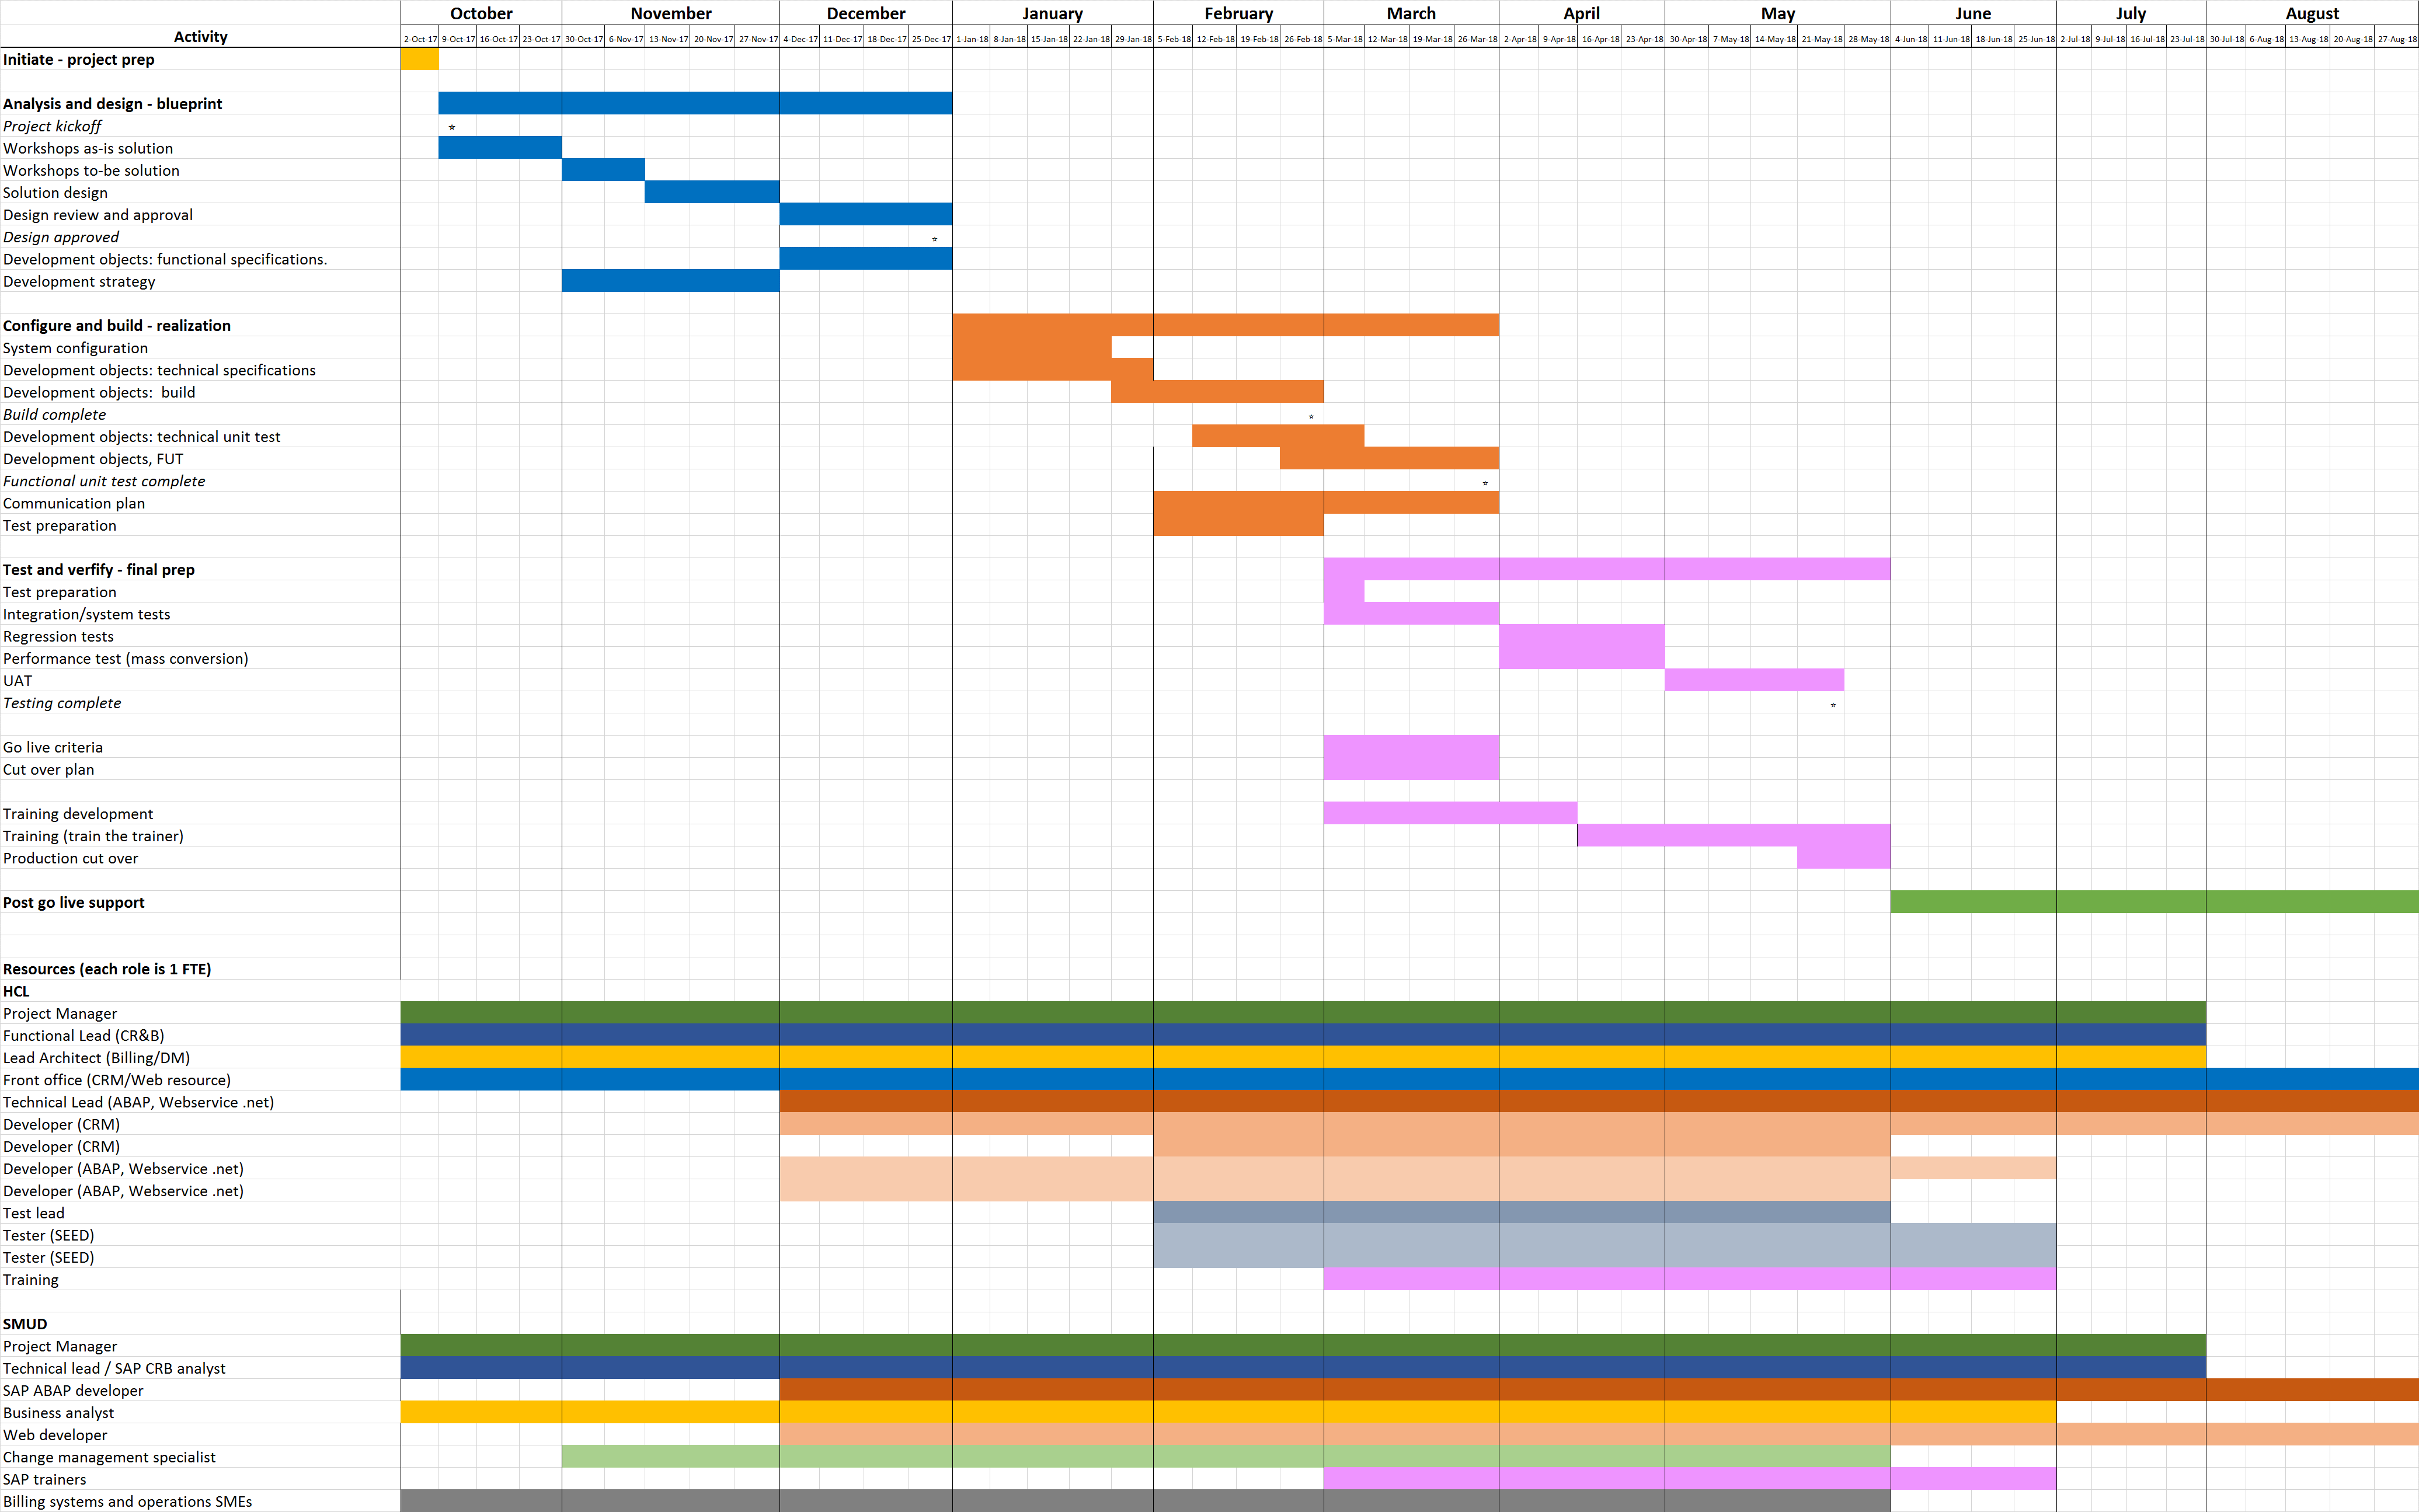 October November December January February March April May June July August
Activity 2-Oct-17 9-Oct-17 16-Oct-17 23-Oct-17 30-Oct-17 6-Nov-17 13-Nov-17 20-Nov-17 27-Nov-17 4-Dec-17 11-Dec-17 18-Dec-17 25-Dec-17 1-Jan-18 8-Jan-18 15-Jan-18 22-Jan-18 29-Jan-18 5-Feb-18 12-Feb-18 19-Feb-18 26-Feb-18 5-Mar-18 12-Mar-18 19-Mar-18 26-Mar-18 2-Apr-18 9-Apr-18 16-Apr-18 23-Apr-18 30-Apr-18 7-May-18 14-May-18 21-May-18 28-May-18 4-Jun-18 11-Jun-18 18-Jun-18 25-Jun-18 2-Jul-18 9-Jul-18 16-Jul-18 23-Jul-18 30-Jul-18 6-Aug-18 13-Aug-18 20-Aug-18 27-Aug-18
Initiate - project prep
Analysis and design - blueprint
Project kickoff
Workshops as-is solution
Workshops to-be solution
Solution design
Design review and approval
Design approved
Development objects: functional specifications.
Development strategy
Configure and build - realization
System configuration
Development objects: technical specifications
Development objects:  build
Build complete
Development objects: technical unit test
Development objects, FUT
Functional unit test complete
Communication plan
Test preparation
Test and verfify - final prep
Test preparation
Integration/system tests
Regression tests
Performance test (mass conversion)
UAT
Testing complete
Go live criteria
Cut over plan
Training development
Training (train the trainer)
Production cut over
Post go live support
Resources (each role is 1 FTE)
HCL
Project Manager
Functional Lead (CR&B)
Lead Architect (Billing/DM)
Front office (CRM/Web resource)
Technical Lead (ABAP, Webservice .net)
Developer (CRM)
Developer (CRM)
Developer (ABAP, Webservice .net)
Developer (ABAP, Webservice .net)
Test lead
Tester (SEED)
Tester (SEED)
Training
SMUD
Project Manager
Technical lead / SAP CRB analyst
SAP ABAP developer
Business analyst
Web developer
Change management specialist
SAP trainers
Billing systems and operations SMEs